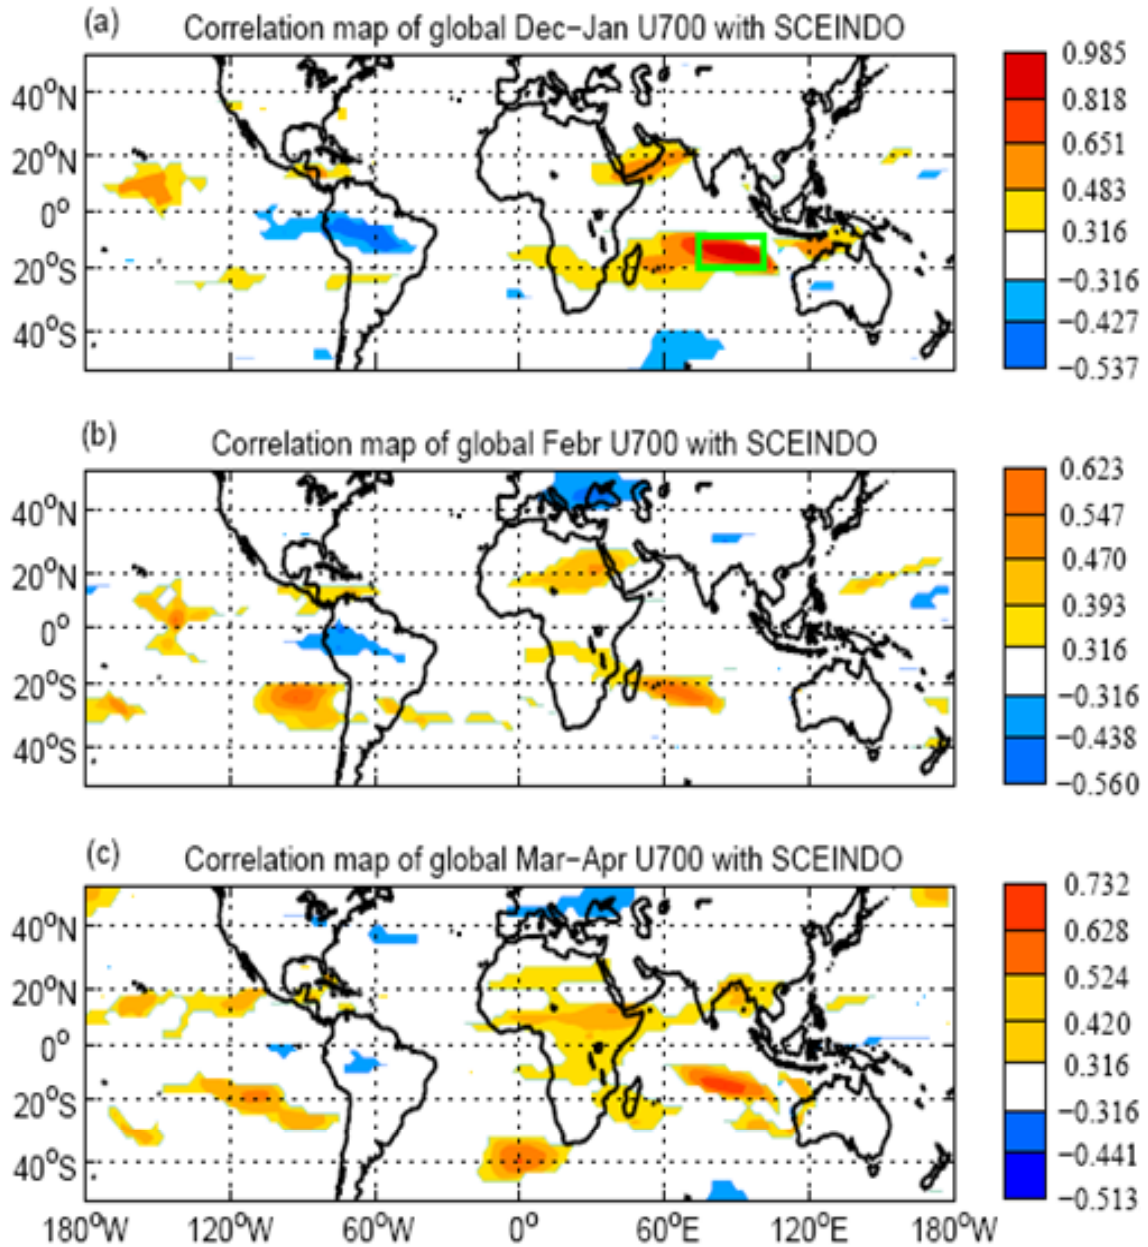 (a) Correlation map of global Dec-Jan U700 with SCEINDO
40°N
20°N
0°
20°S
40°S
0.985
0.818
0.651
0.483
0.316
-0.316
-0.427
-0.537
(b) Correlation map of global Febr U700 with SCEINDO
40°N
20°N
0°
20°S
40°S
0.623
0.547
0.470
0.393
0.316
-0.316
-0.438
-0.560
(c) Correlation map of global Mar-Apr U700 with SCEINDO
40°N
20°N
0°
20°S
40°S
0.732
0.628
0.524
0.420
0.316
-0.316
-0.441
-0.513
180°W 120°W 60°W 0° 60°E 120°E 180°W